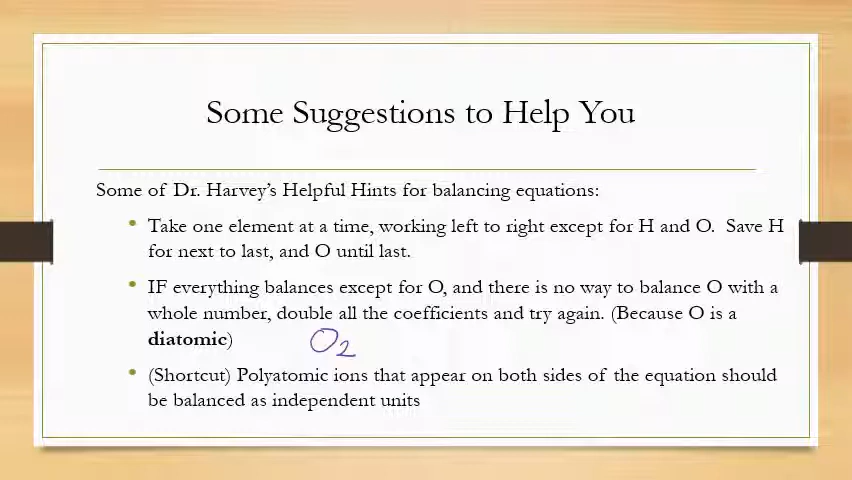 Some Suggestions to Help You
Some of Dr. Harvey's Helpful Hints for balancing equations:
• Take one element at a time, working left to right except for H and O.  Save H
for next to last, and O until last.
• IF everything balances except for O, and there is no way to balance O with a
whole number, double all the coefficients and try again. (Because O is a
diatomic)
O2
• (Shortcut) Polyatomic ions that appear on both sides of the equation should
be balanced as independent units